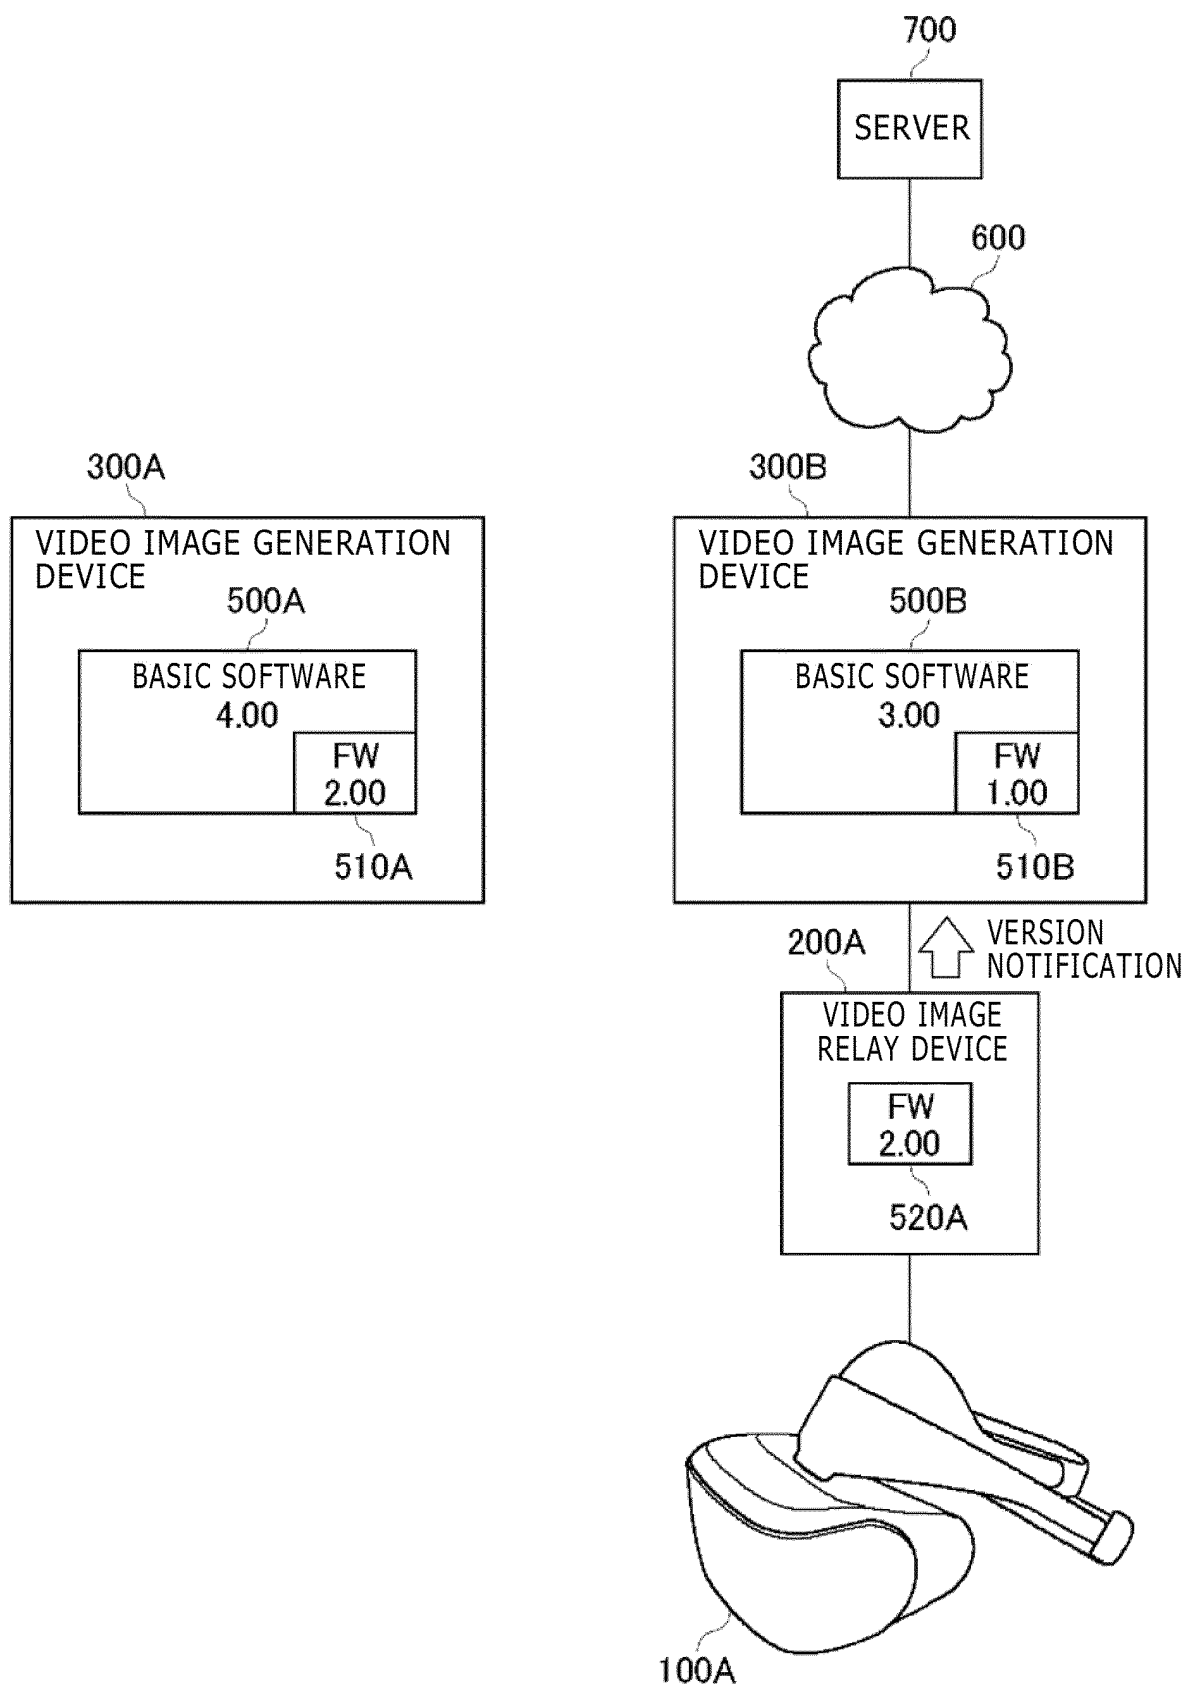 700
SERVER
600
300A
VIDEO IMAGE GENERATION
DEVICE
500A
BASIC SOFTWARE
4.00
FW
2.00
510A
300B
VIDEO IMAGE GENERATION
DEVICE
500B
BASIC SOFTWARE
3.00
FW
1.00
510B
VERSION
NOTIFICATION
200A
VIDEO IMAGE
RELAY DEVICE
FW
2.00
520A
100A